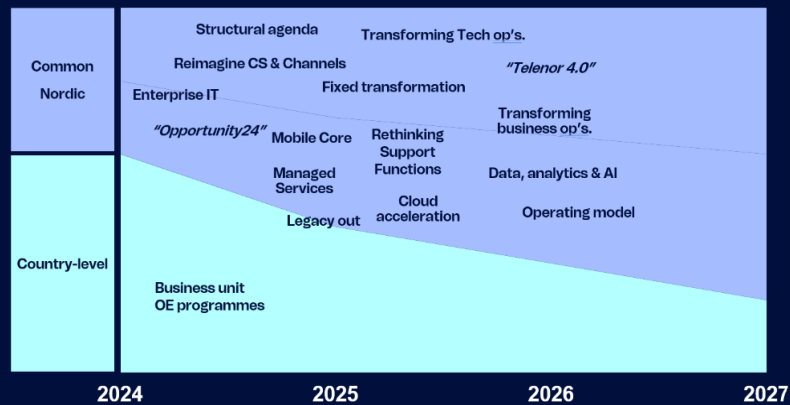 Common
Nordic
Country-level
Structural agenda
Transforming Tech op's.
Reimagine CS & Channels
"Telenor 4.0"
Enterprise IT
Fixed transformation
"Opportunity24"
Transforming
business op's.
Mobile Core
Rethinking
Support
Functions
Managed
Services
Data, analytics & AI
Cloud
acceleration
Operating model
Legacy out
Business unit
OE programmes
2024
2025
2026
2027